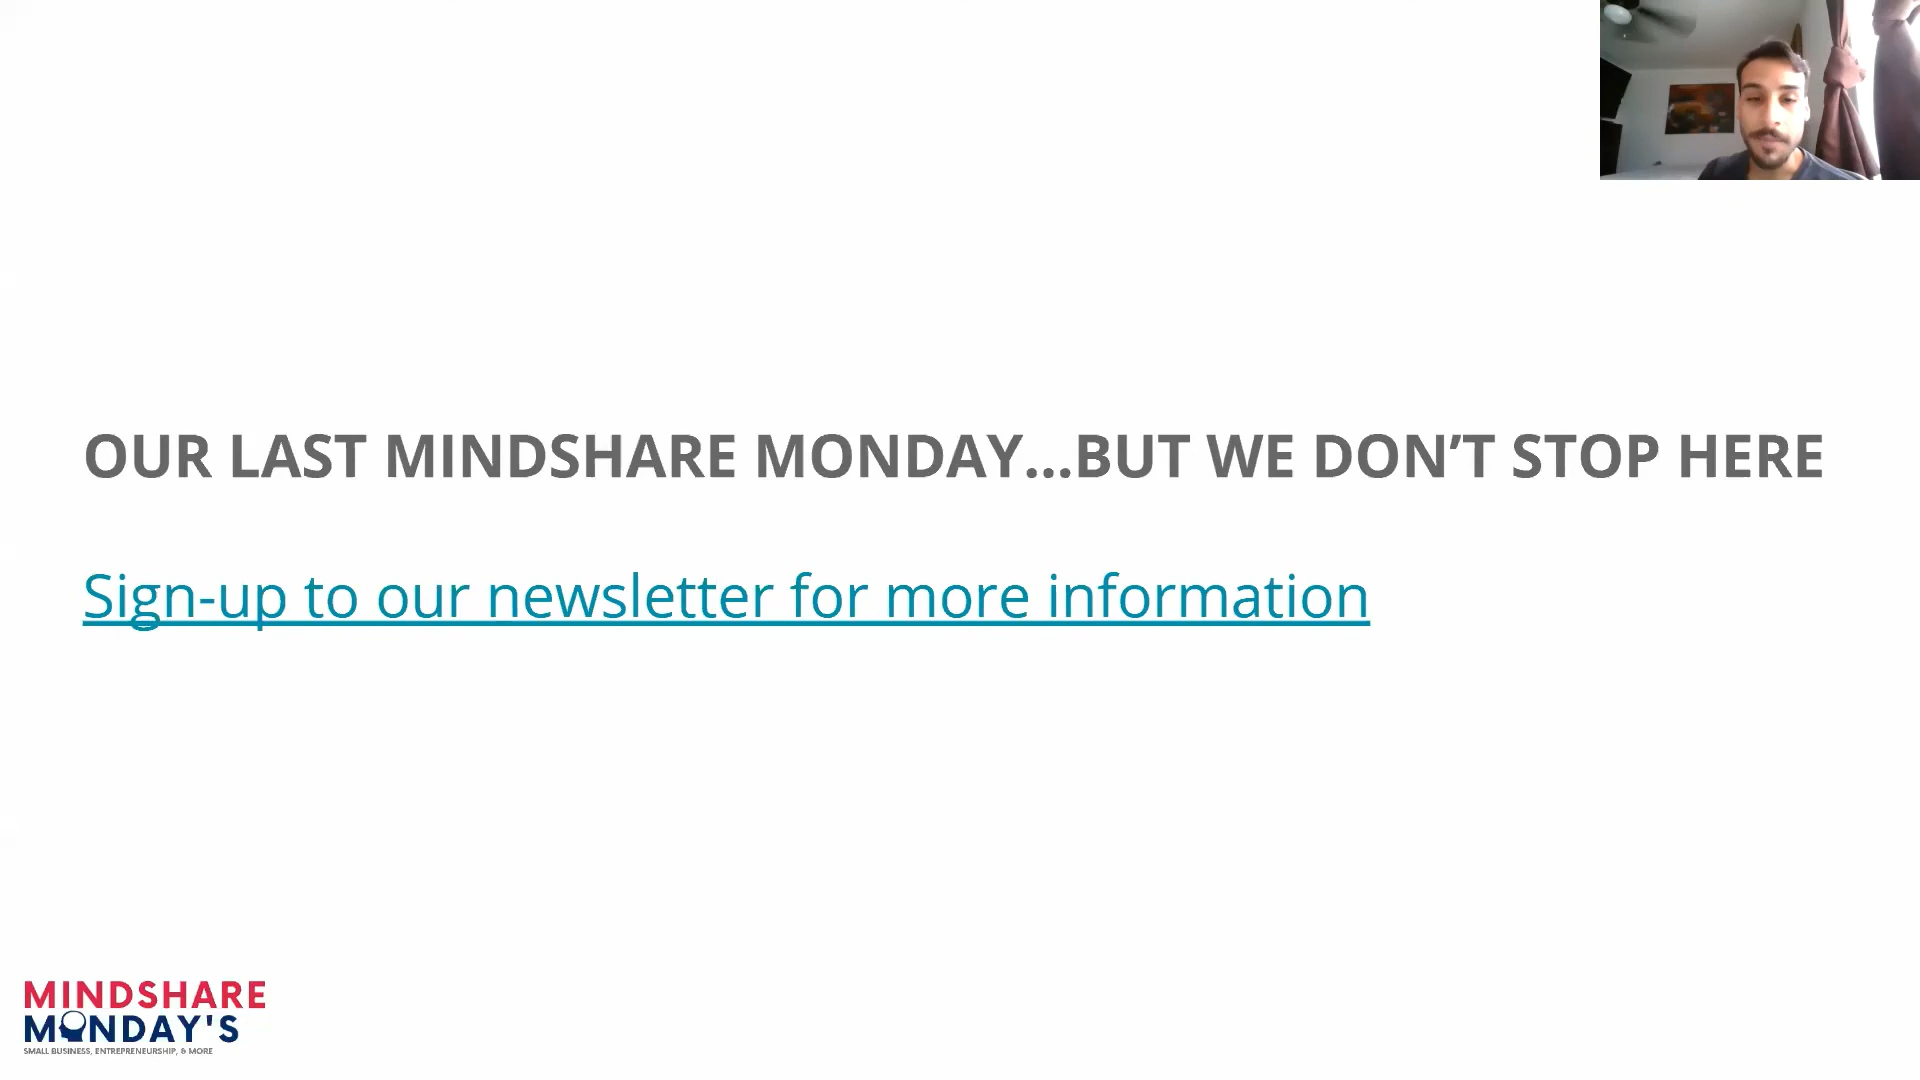 OUR LAST MINDSHARE MONDAY...BUT WE DON’T STOP HERE
Sign-up to our newsletter for more information
MINDSHARE
MONDAY'S
SMALL BUSINESS, ENTREPRENEURSHIP, & MORE